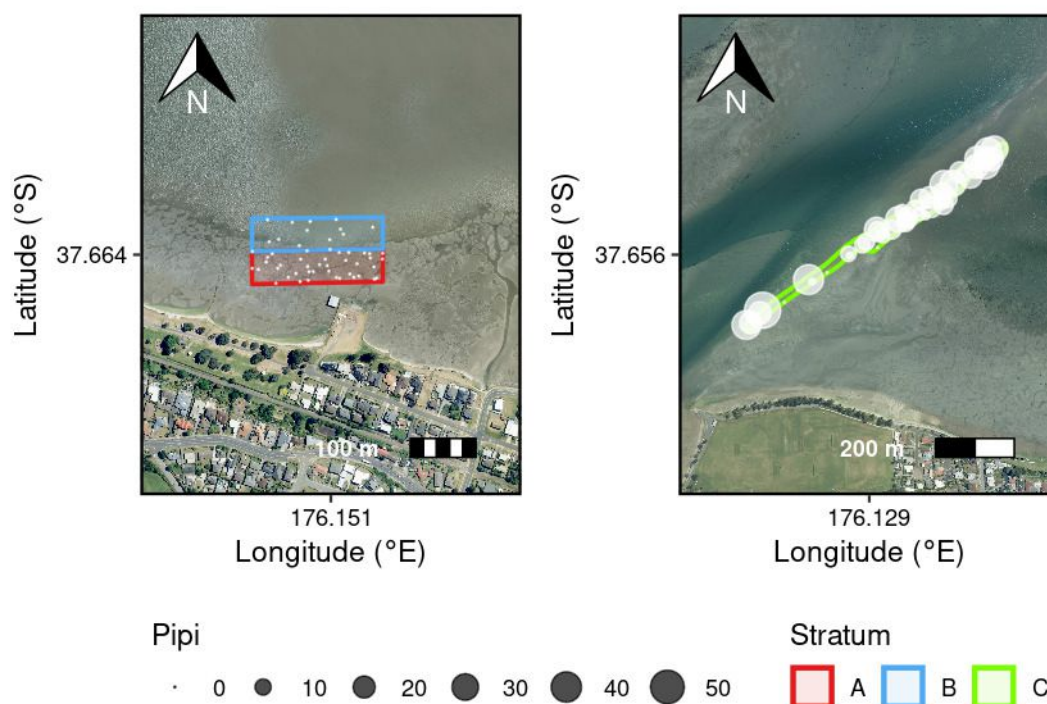 N
N
Latitude (°S)
37.664
100 m
176.151
Longitude (°E)
Latitude (°S)
37.656
200 m
176.129
Longitude (°E)
Pipi
0 10 20 30 40 50
Stratum
A B C